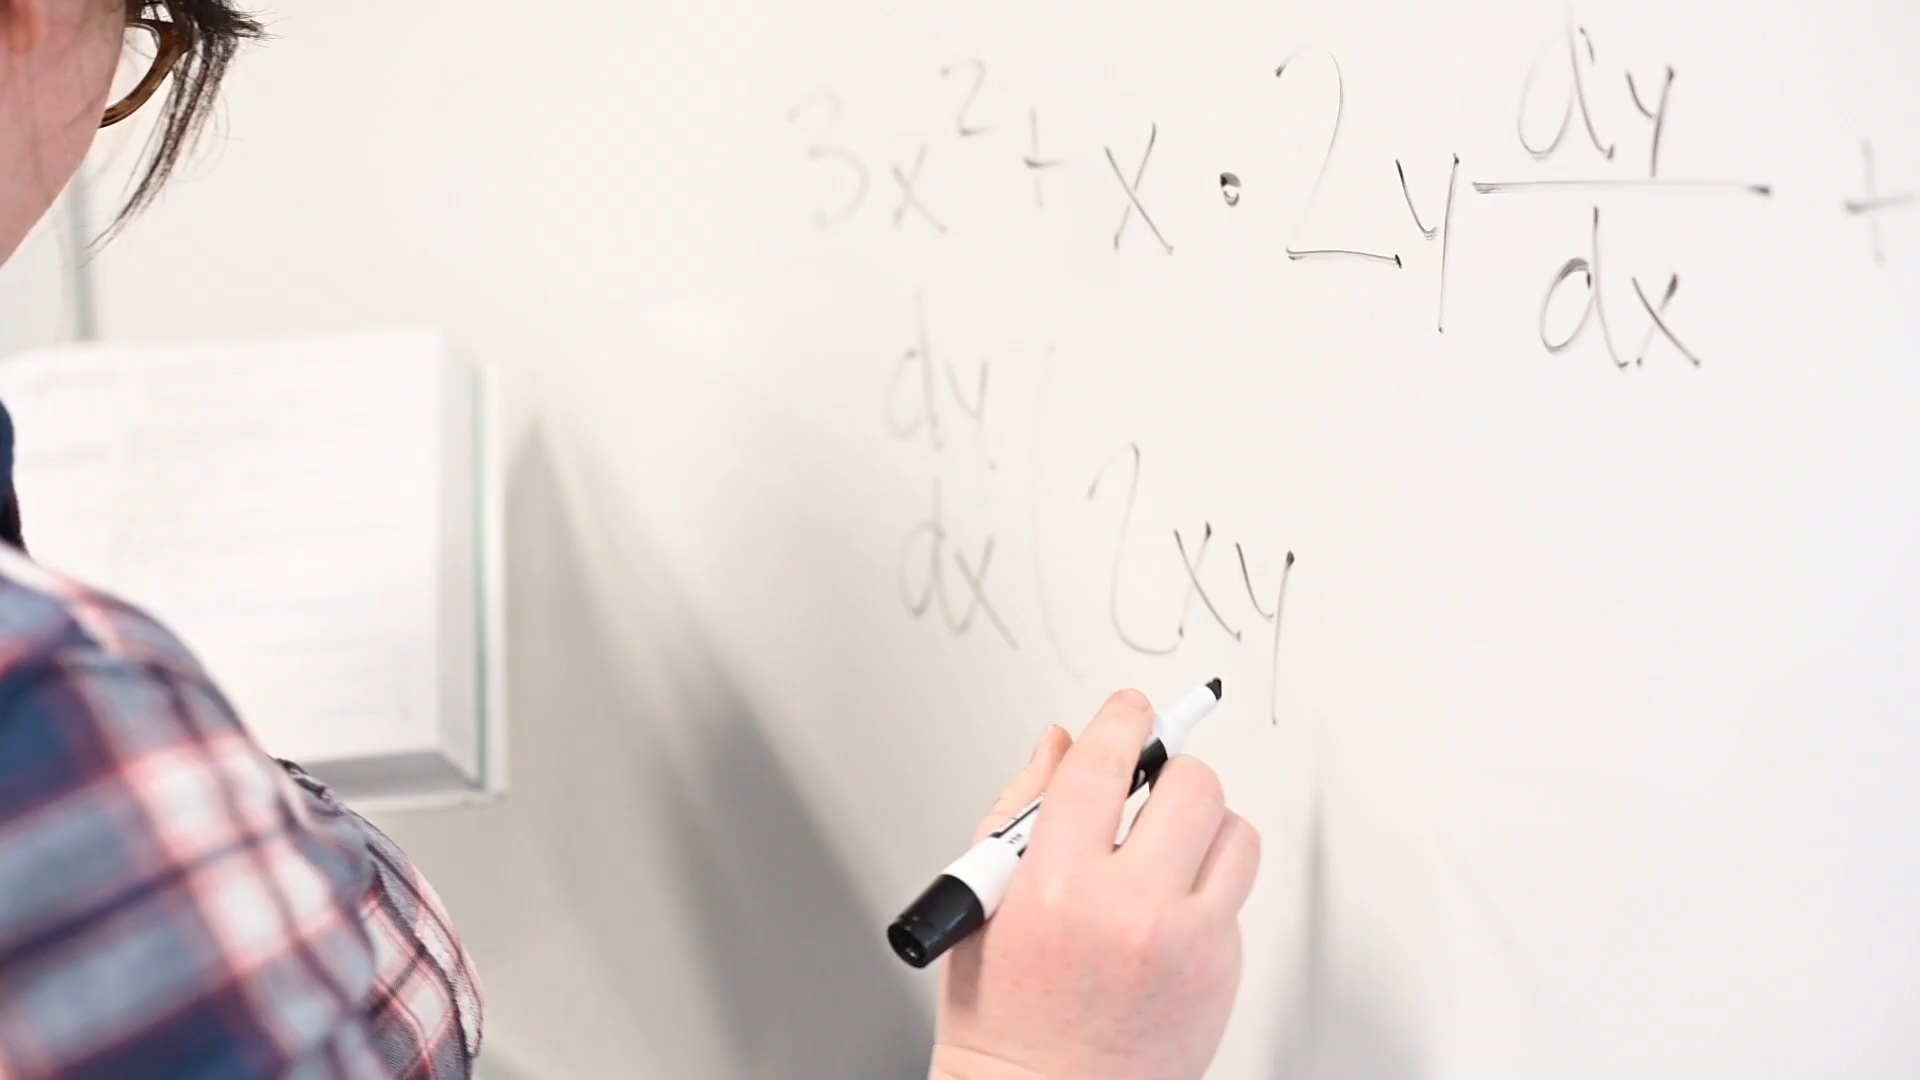 3x² + x · 2y dy/dx +
dy/dx ( 2xy